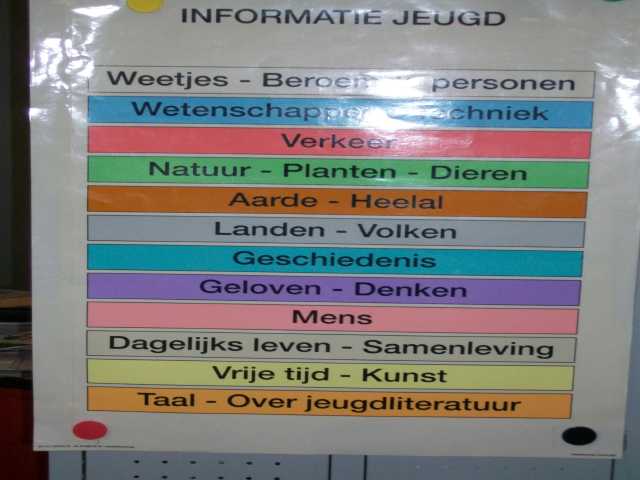 INFORMATIE JEUGD
Weetjes - personen
Wetenschappen Techniek
Verkeer
Natuur - Planten - Dieren
Aarde - Heelal
Landen - Volken
Geschiedenis
Geloven - Denken
Mens
Dagelijks leven - Samenleving
Vrije tijd - Kunst
Taal - Over jeugdliteratuur